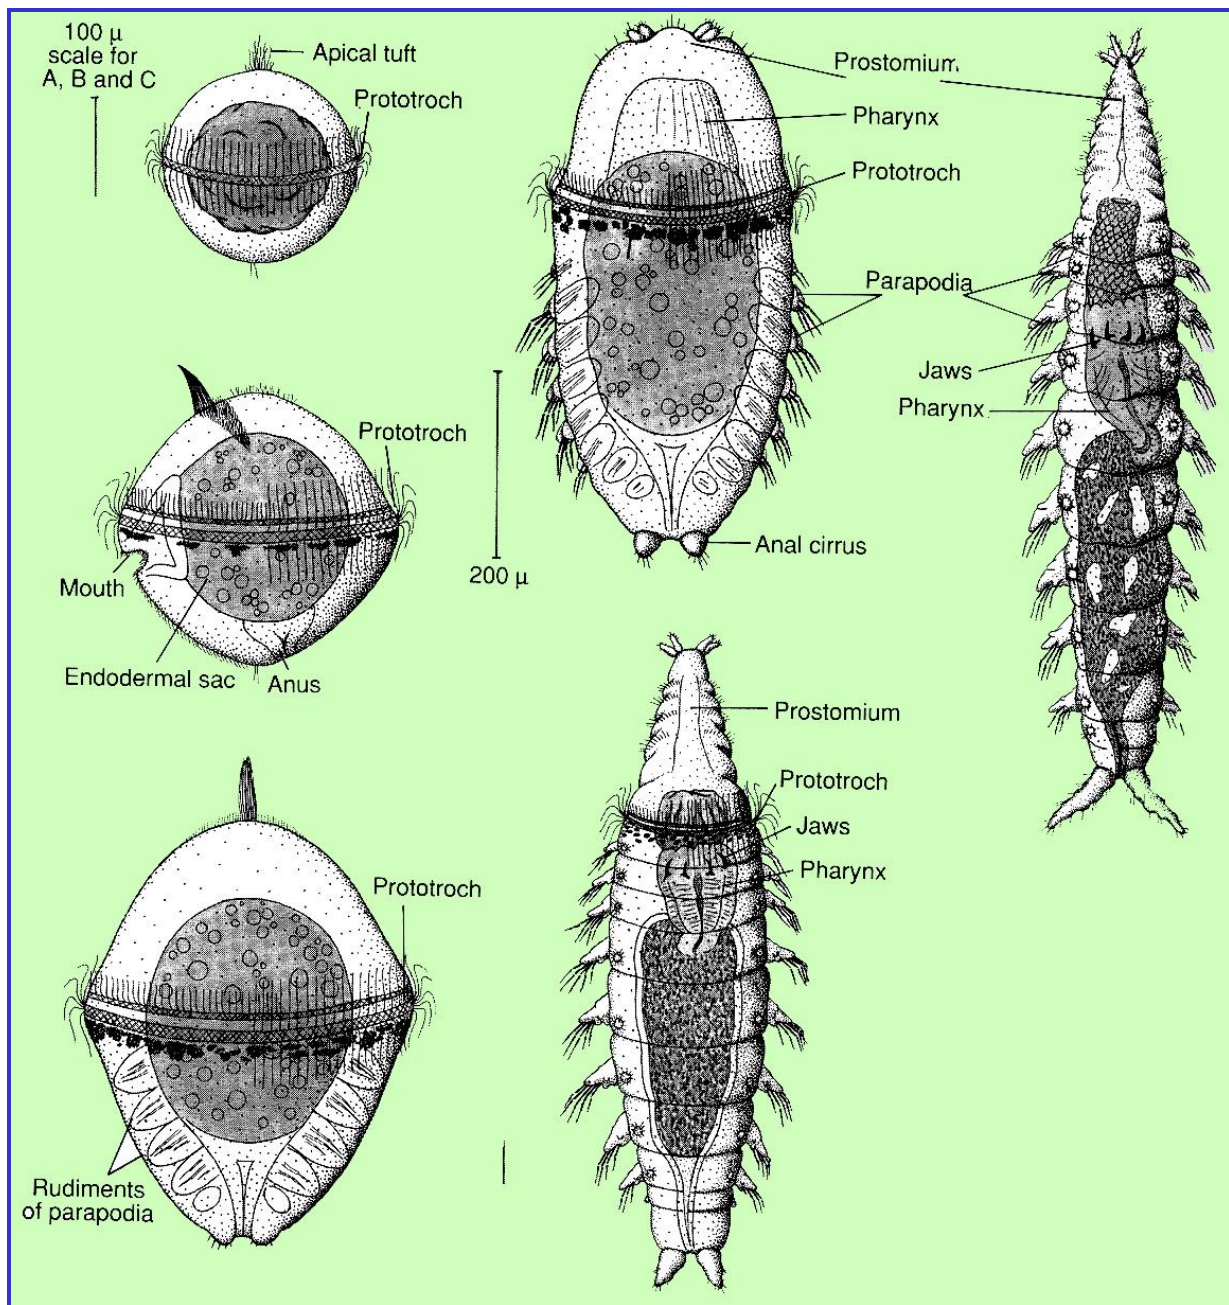 100 μ
scale for
A, B and C
Apical tuft
Prototroch
Prototroch
Mouth
Endodermal sac
Anus
Prototroch
Rudiments
of parapodia
Prostomium
Pharynx
Prototroch
Parapodia
Jaws
Pharynx
Anal cirrus
200 μ
Prostomium
Prototroch
Jaws
Pharynx